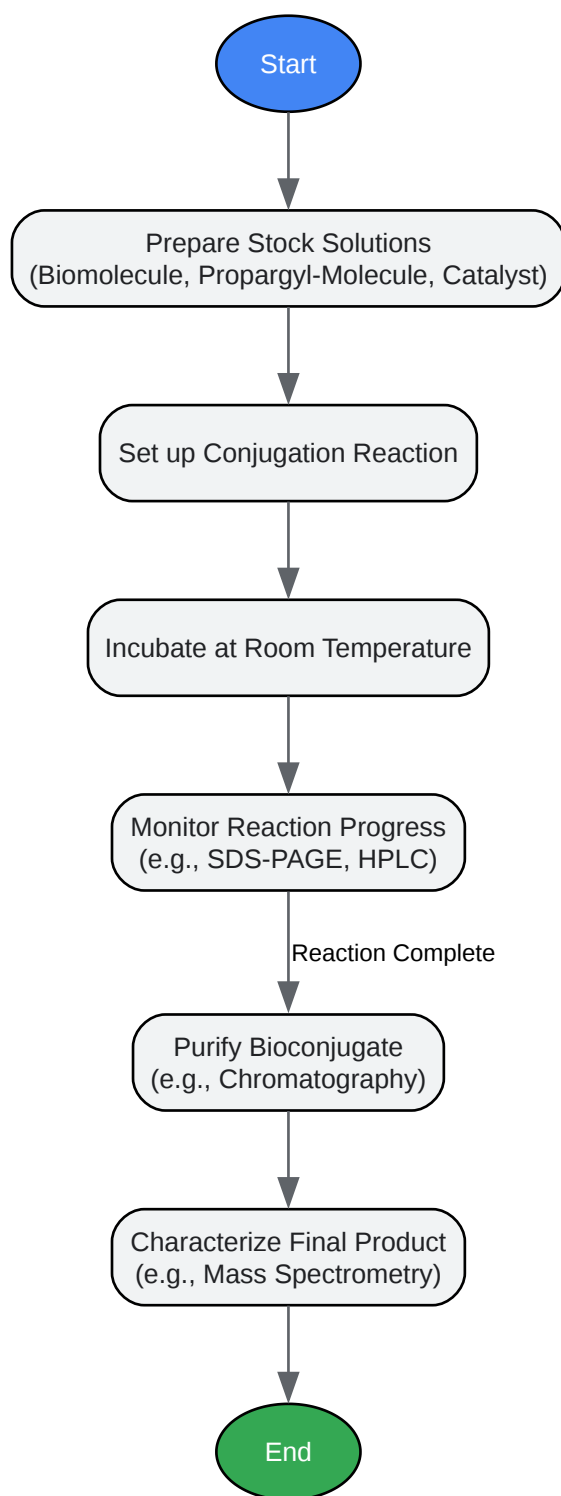 Start
Prepare Stock Solutions
(Biomolecule, Propargyl-Molecule, Catalyst)
Set up Conjugation Reaction
Incubate at Room Temperature
Monitor Reaction Progress
(e.g., SDS-PAGE, HPLC)
Reaction Complete
Purify Bioconjugate
(e.g., Chromatography)
Characterize Final Product
(e.g., Mass Spectrometry)
End